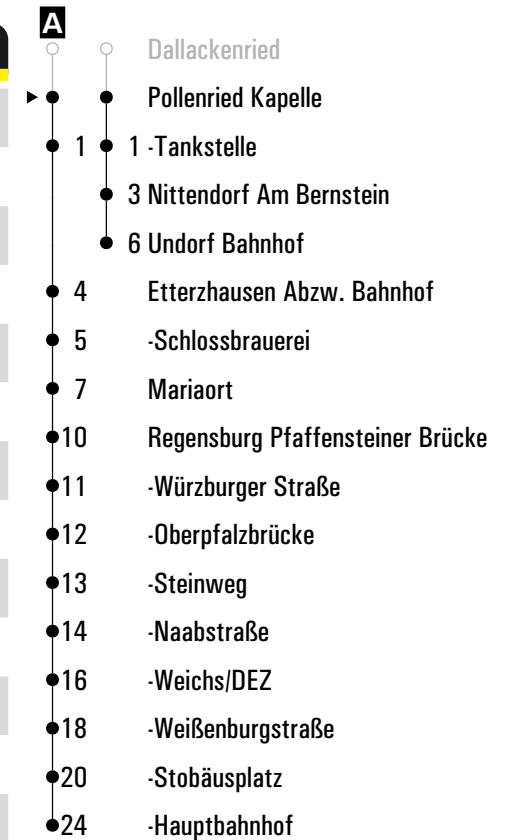 A
Dallackenried
Pollenried Kapelle
1 1 -Tankstelle
3 Nittendorf Am Bernstein
6 Undorf Bahnhof
4 Etterzhausen Abzw. Bahnhof
5 -Schlossbrauerei
7 Mariaort
10 Regensburg Pfaffensteiner Brücke
11 -Würzburger Straße
12 -Oberpfalzbrücke
13 -Steinweg
14 -Naabstraße
16 -Weichs/DEZ
18 -Weißenburgstraße
20 -Stobäusplatz
24 -Hauptbahnhof